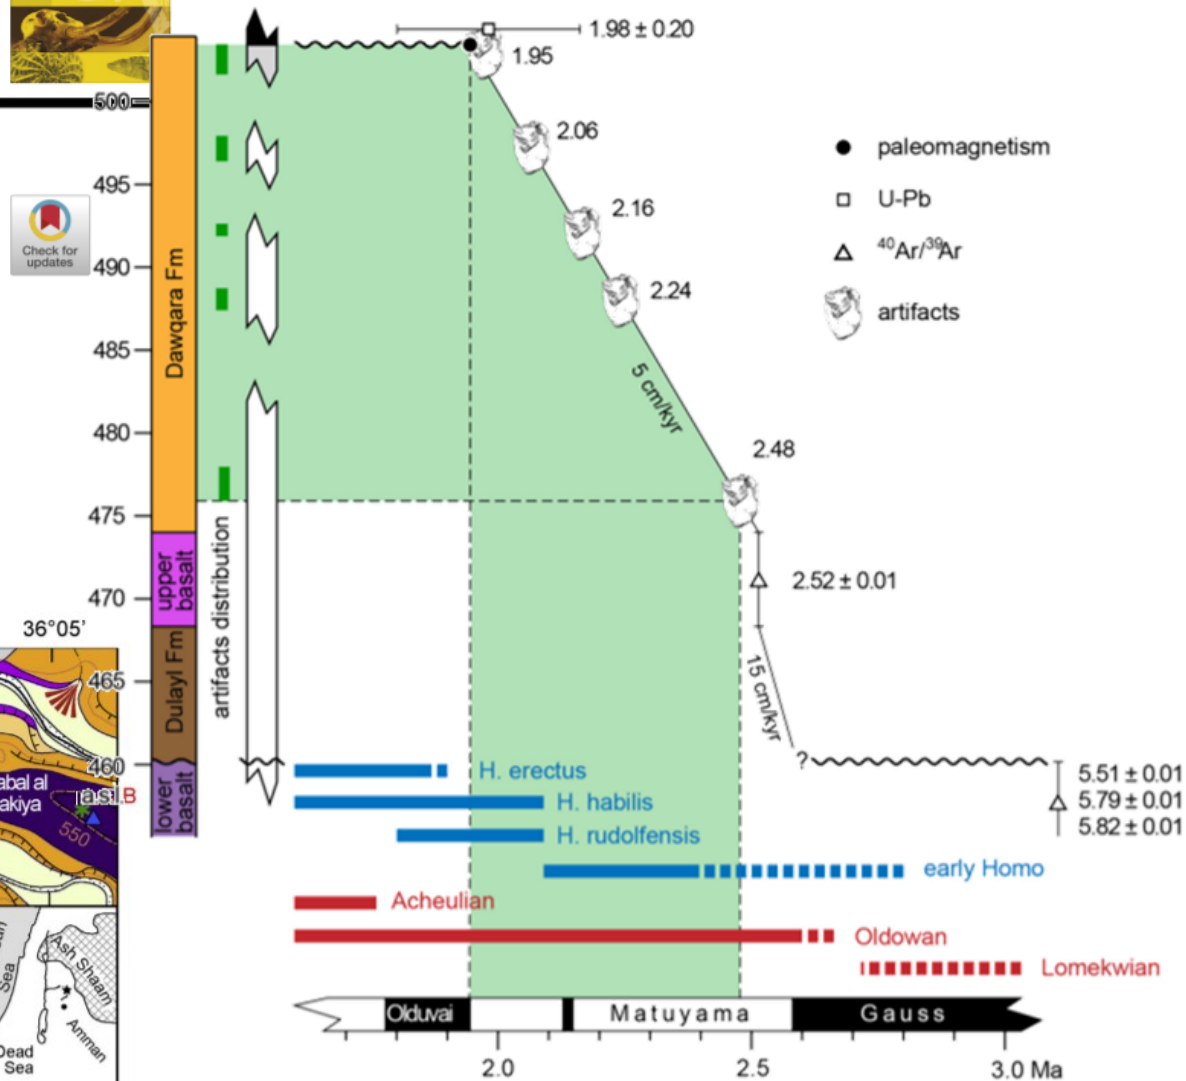 1.98 ± 0.20
1.95
500
2.06
paleomagnetism
495
U-Pb
2.16
Check for
updates
40Ar/39Ar
490
2.24
artifacts
Dawqara Fm
485
5 cm/kyr
480
2.48
475
upper
basalt
artifacts distribution
2.52 ± 0.01
470
36°05'
Dulayl Fm
465
15 cm/kyr
460
?
H. erectus
5.51 ± 0.01
5.79 ± 0.01
5.82 ± 0.01
lower
basalt
abal al
akiya
a.s.l.B
550
H. habilis
H. rudolfensis
early Homo
Acheulian
Oldowan
Lomekwian
Sea
Ash Shaam
Amman
Dead
Sea
Olduvai
Matuyama
Gauss
2.0
2.5
3.0 Ma